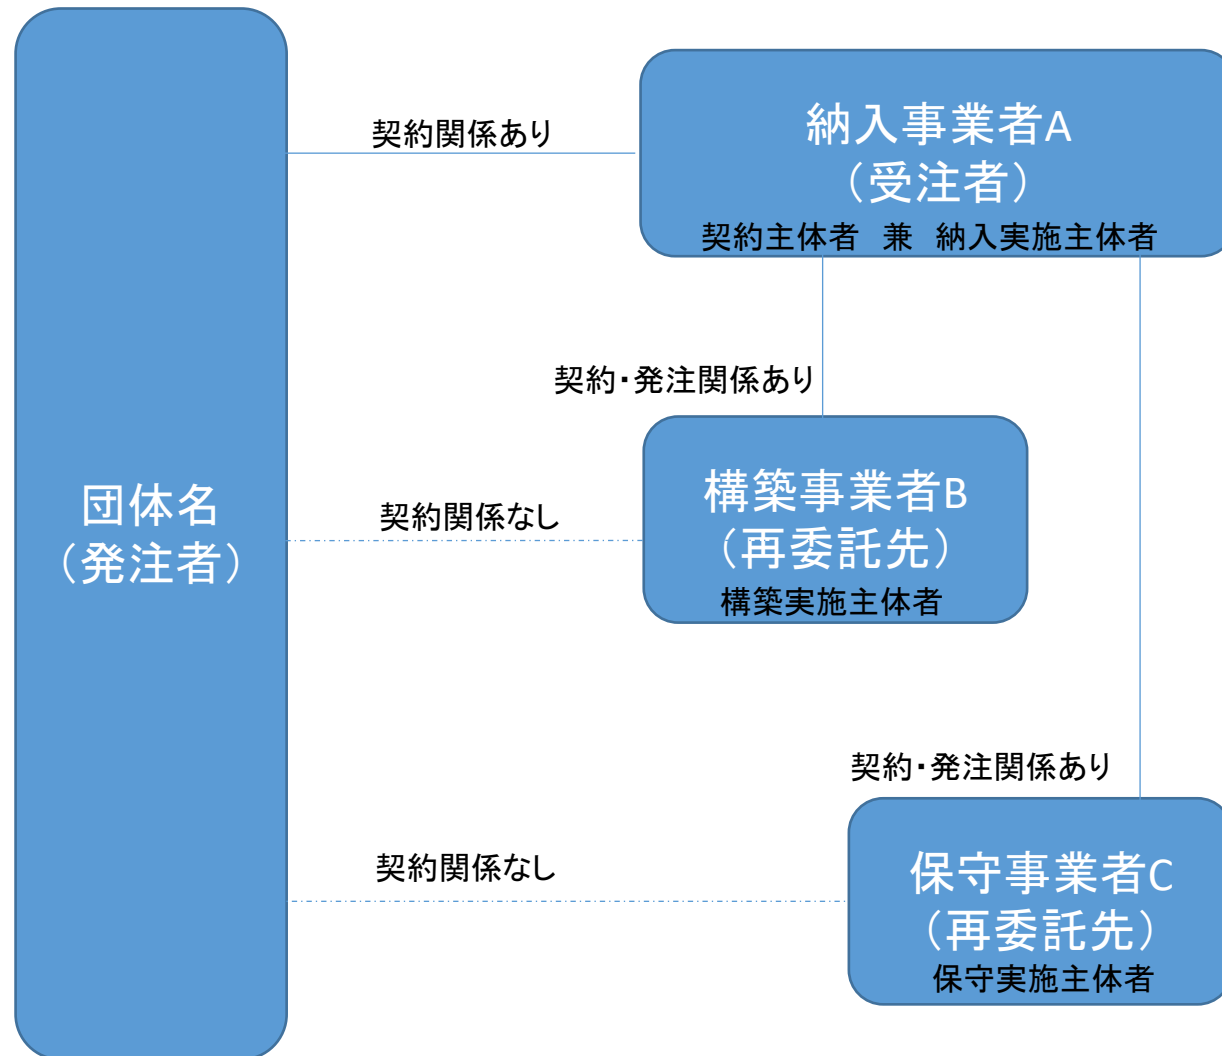 契約関係あり
納入事業者A
（受注者）
契約主体者　兼　納入実施主体者
契約・発注関係あり
団体名
（発注者）
契約関係なし
構築事業者B
（再委託先）
構築実施主体者
契約・発注関係あり
契約関係なし
保守事業者C
（再委託先）
保守実施主体者